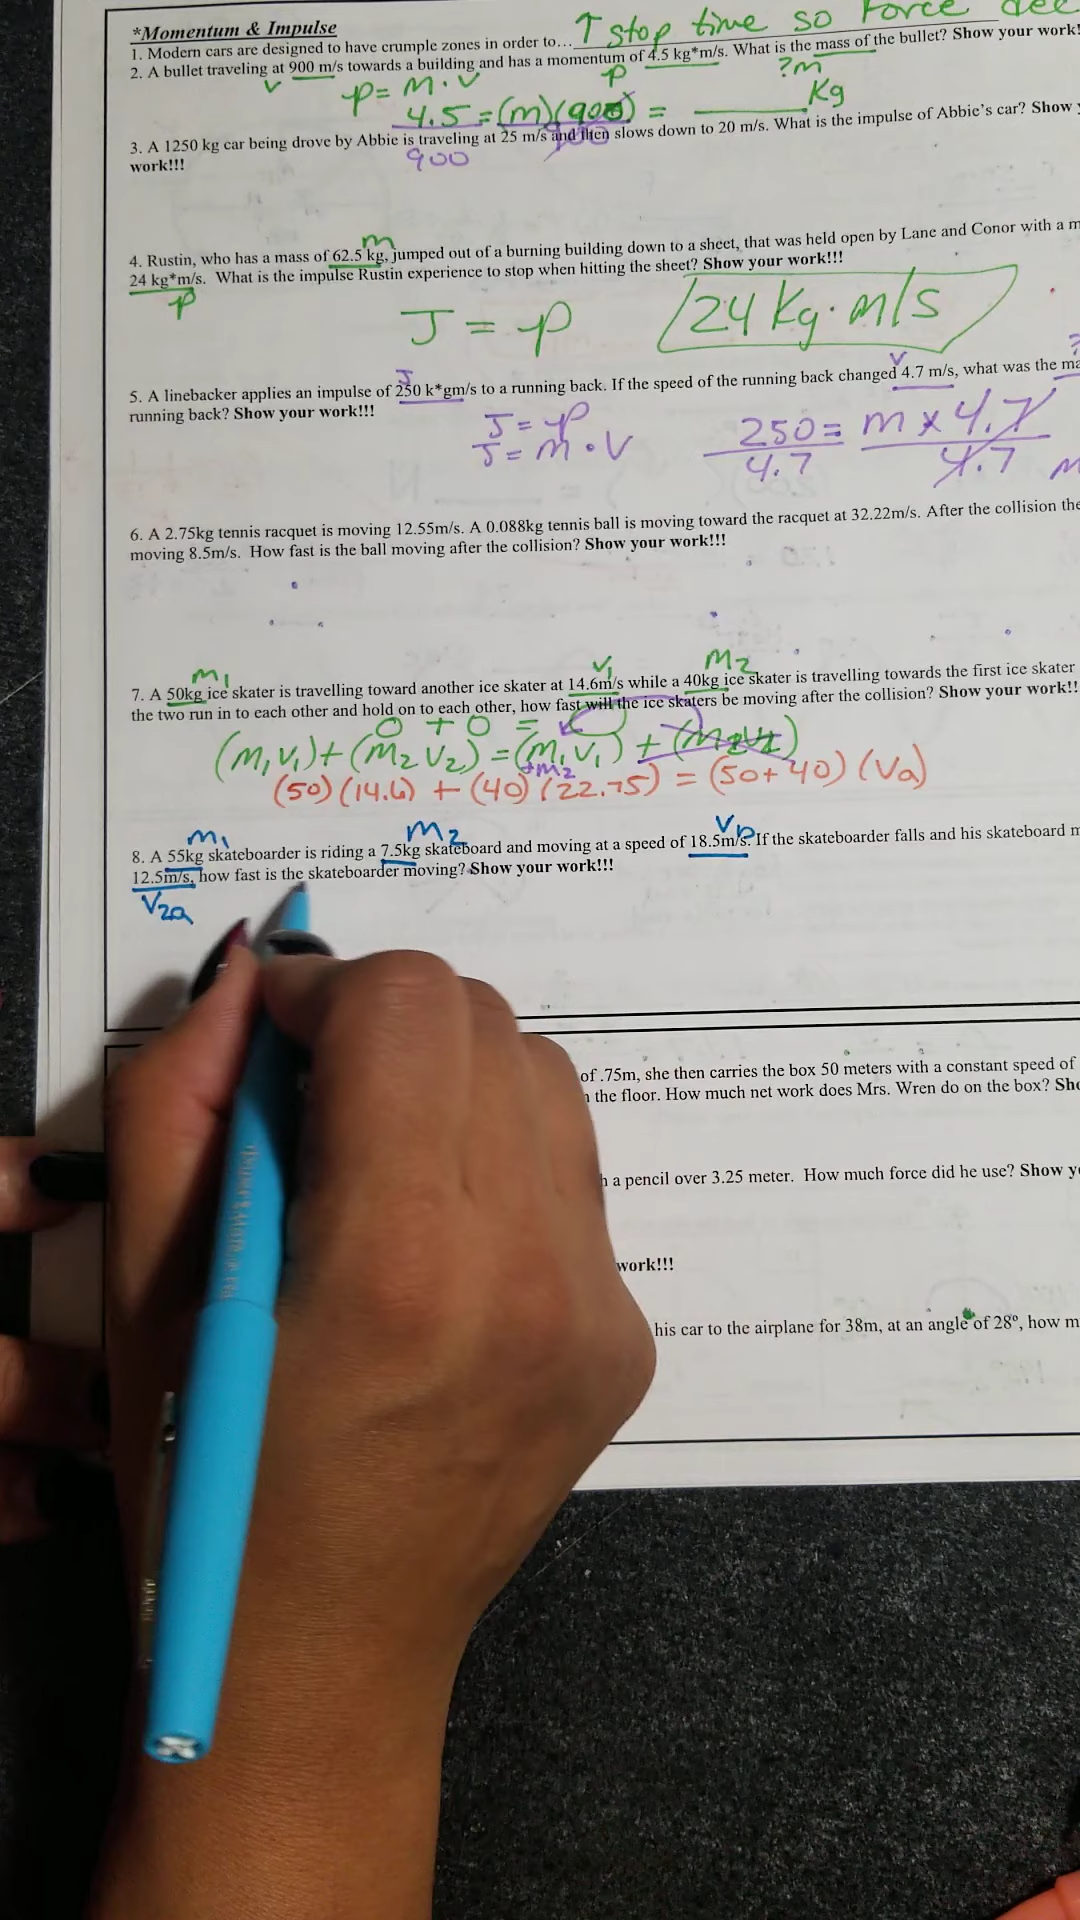 *Momentum & Impulse
↑ stop time so Force dec
1. Modern cars are designed to have crumple zones in order to…
2. A bullet traveling at 900 m/s towards a building and has a momentum of 4.5 kg*m/s. What is the mass of the bullet? Show your work!
v p ?m
p = m · v
4.5 = (m)(900) = ________ Kg
3. A 1250 kg car being drove by Abbie is traveling at 25 m/s and then slows down to 20 m/s. What is the impulse of Abbie's car? Show
work!!!
900 900
m
4. Rustin, who has a mass of 62.5 kg, jumped out of a burning building down to a sheet, that was held open by Lane and Conor with a m
24 kg*m/s. What is the impulse Rustin experience to stop when hitting the sheet? Show your work!!!
p
J = p 24 Kg·m/s
J v ?
5. A linebacker applies an impulse of 250 k*gm/s to a running back. If the speed of the running back changed 4.7 m/s, what was the ma
running back? Show your work!!!
J = p
J = m · v
250 = m x 4.7
4.7 4.7 m
6. A 2.75kg tennis racquet is moving 12.55m/s. A 0.088kg tennis ball is moving toward the racquet at 32.22m/s. After the collision the
moving 8.5m/s. How fast is the ball moving after the collision? Show your work!!!
m1 v1 m2
7. A 50kg ice skater is travelling toward another ice skater at 14.6m/s while a 40kg ice skater is travelling towards the first ice skater
the two run in to each other and hold on to each other, how fast will the ice skaters be moving after the collision? Show your work!!
0 + 0 =
(m1v1)+(m2v2) = (m1v1) + (m2v2)
+m2
(50)(14.6) + (40)(22.75) = (50+40)(Va)
m1 m2 Vb
8. A 55kg skateboarder is riding a 7.5kg skateboard and moving at a speed of 18.5m/s. If the skateboarder falls and his skateboard m
12.5m/s, how fast is the skateboarder moving? Show your work!!!
V2a
of .75m, she then carries the box 50 meters with a constant speed of
the floor. How much net work does Mrs. Wren do on the box? Sho
a pencil over 3.25 meter. How much force did he use? Show y
work!!!
his car to the airplane for 38m, at an angle of 28º, how m